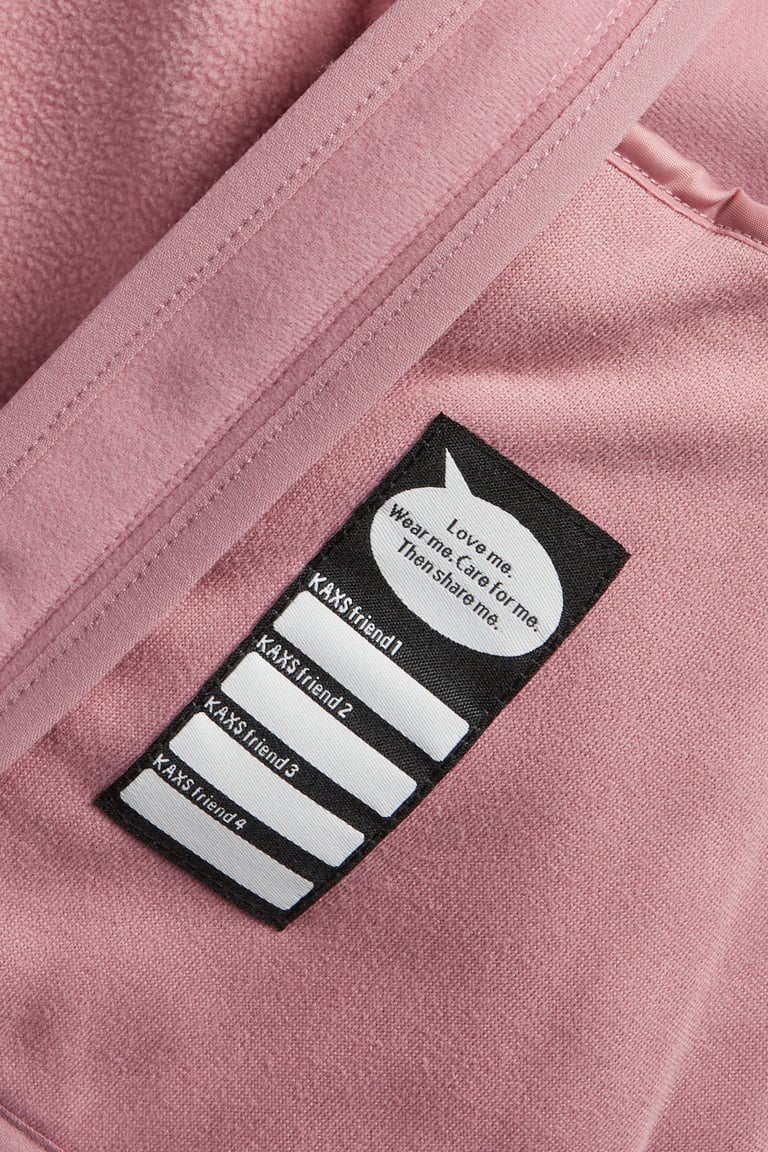 Love me.
Wear me. Care for me.
Then share me.
KAXS friend 1
KAXS friend 2
KAXS friend 3
KAXS friend 4